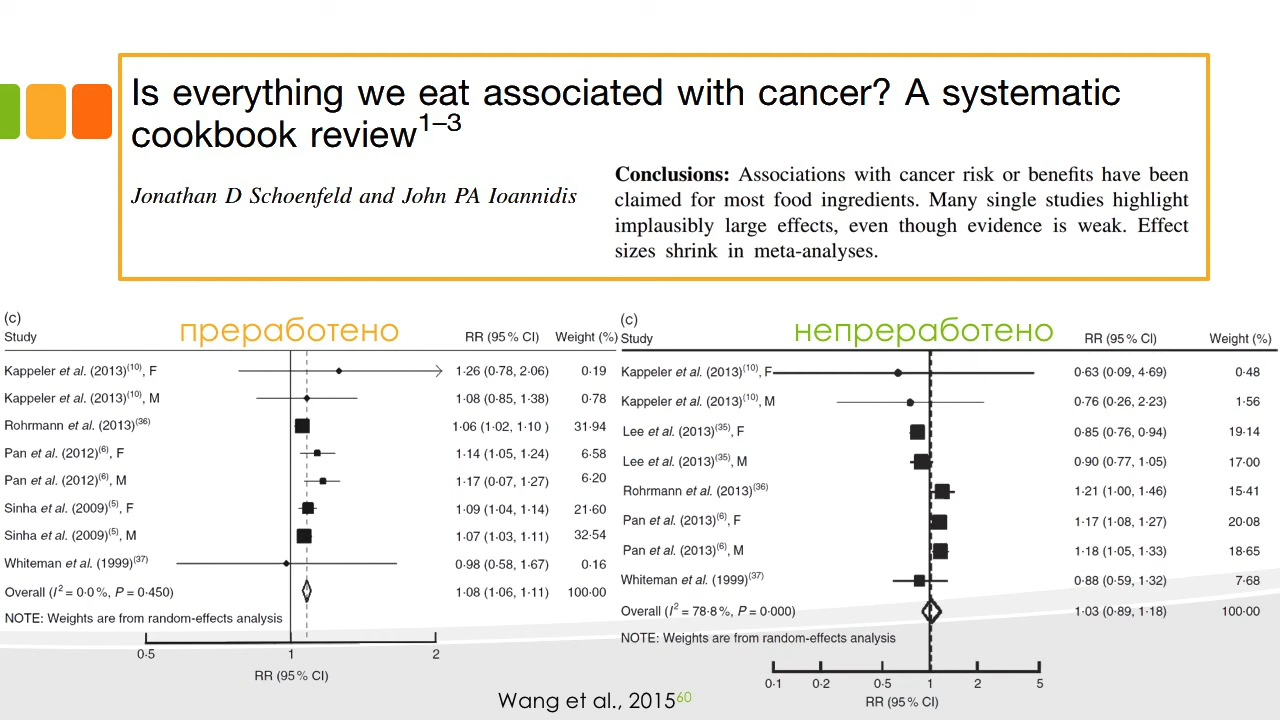 Is everything we eat associated with cancer? A systematic
cookbook review1–3
Jonathan D Schoenfeld and John PA Ioannidis
Conclusions: Associations with cancer risk or benefits have been
claimed for most food ingredients. Many single studies highlight
implausibly large effects, even though evidence is weak. Effect
sizes shrink in meta-analyses.
(c)
преработено
Study RR (95 % CI) Weight (%)
Kappeler et al. (2013)(10), F 1·26 (0·78, 2·06) 0·19
Kappeler et al. (2013)(10), M 1·08 (0·85, 1·38) 0·78
Rohrmann et al. (2013)(36) 1·06 (1·02, 1·10 ) 31·94
Pan et al. (2012)(6), F 1·14 (1·05, 1·24) 6·58
Pan et al. (2012)(6), M 1·17 (0·07, 1·27) 6·20
Sinha et al. (2009)(5), F 1·09 (1·04, 1·14) 21·60
Sinha et al. (2009)(5), M 1·07 (1·03, 1·11) 32·54
Whiteman et al. (1999)(37) 0·98 (0·58, 1·67) 0·16
Overall (I2 = 0·0 %, P = 0·450) 1·08 (1·06, 1·11) 100·00
NOTE: Weights are from random-effects analysis
0·5 1 2
RR (95 % CI)
(c)
непреработено
Study RR (95 % CI) Weight (%)
Kappeler et al. (2013)(10), F 0·63 (0·09, 4·69) 0·48
Kappeler et al. (2013)(10), M 0·76 (0·26, 2·23) 1·56
Lee et al. (2013)(35), F 0·85 (0·76, 0·94) 19·14
Lee et al. (2013)(35), M 0·90 (0·77, 1·05) 17·00
Rohrmann et al. (2013)(36) 1·21 (1·00, 1·46) 15·41
Pan et al. (2013)(6), F 1·17 (1·08, 1·27) 20·08
Pan et al. (2013)(6), M 1·18 (1·05, 1·33) 18·65
Whiteman et al. (1999)(37) 0·88 (0·59, 1·32) 7·68
Overall (I2 = 78·8 %, P = 0·000) 1·03 (0·89, 1·18) 100·00
NOTE: Weights are from random-effects analysis
0·1 0·2 0·5 1 2 5
RR (95 % CI)
Wang et al., 201560